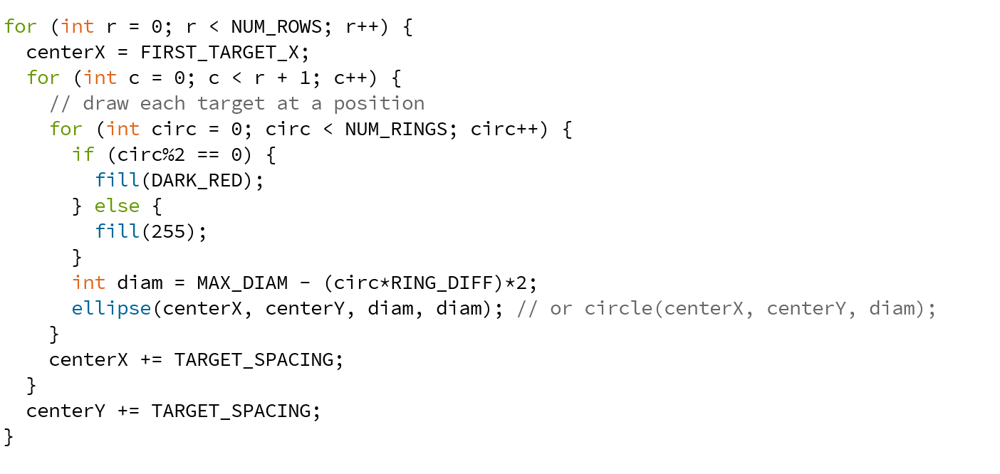 for (int r = 0; r < NUM_ROWS; r++) {
  centerX = FIRST_TARGET_X;
  for (int c = 0; c < r + 1; c++) {
    // draw each target at a position
    for (int circ = 0; circ < NUM_RINGS; circ++) {
      if (circ%2 == 0) {
        fill(DARK_RED);
      } else {
        fill(255);
      }
      int diam = MAX_DIAM - (circ*RING_DIFF)*2;
      ellipse(centerX, centerY, diam, diam); // or circle(centerX, centerY, diam);
    }
    centerX += TARGET_SPACING;
  }
  centerY += TARGET_SPACING;
}